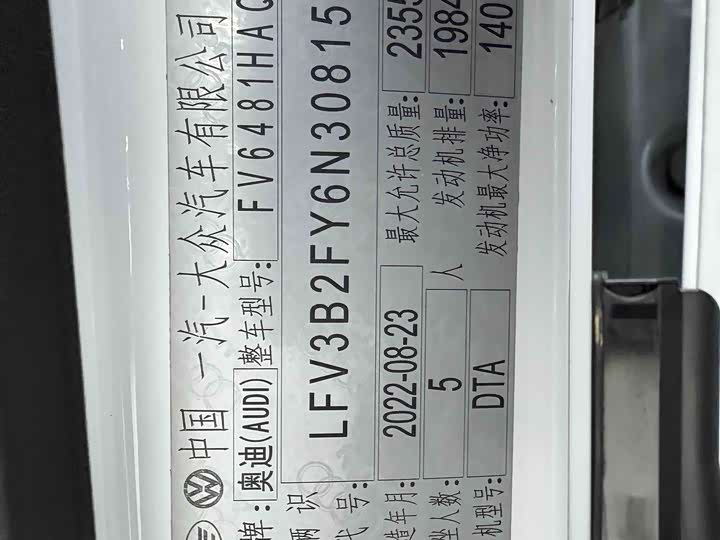 中国 一汽-大众汽车有限公司
牌: 奥迪(AUDI) 整车型号: FV6481HAC
辆识
代号: LFV3B2FY6N30815
造年月: 2022-08-23 最大允许总质量: 2355
坐人数: 5 人 发动机排量: 1984
机型号: DTA 发动机最大净功率: 140